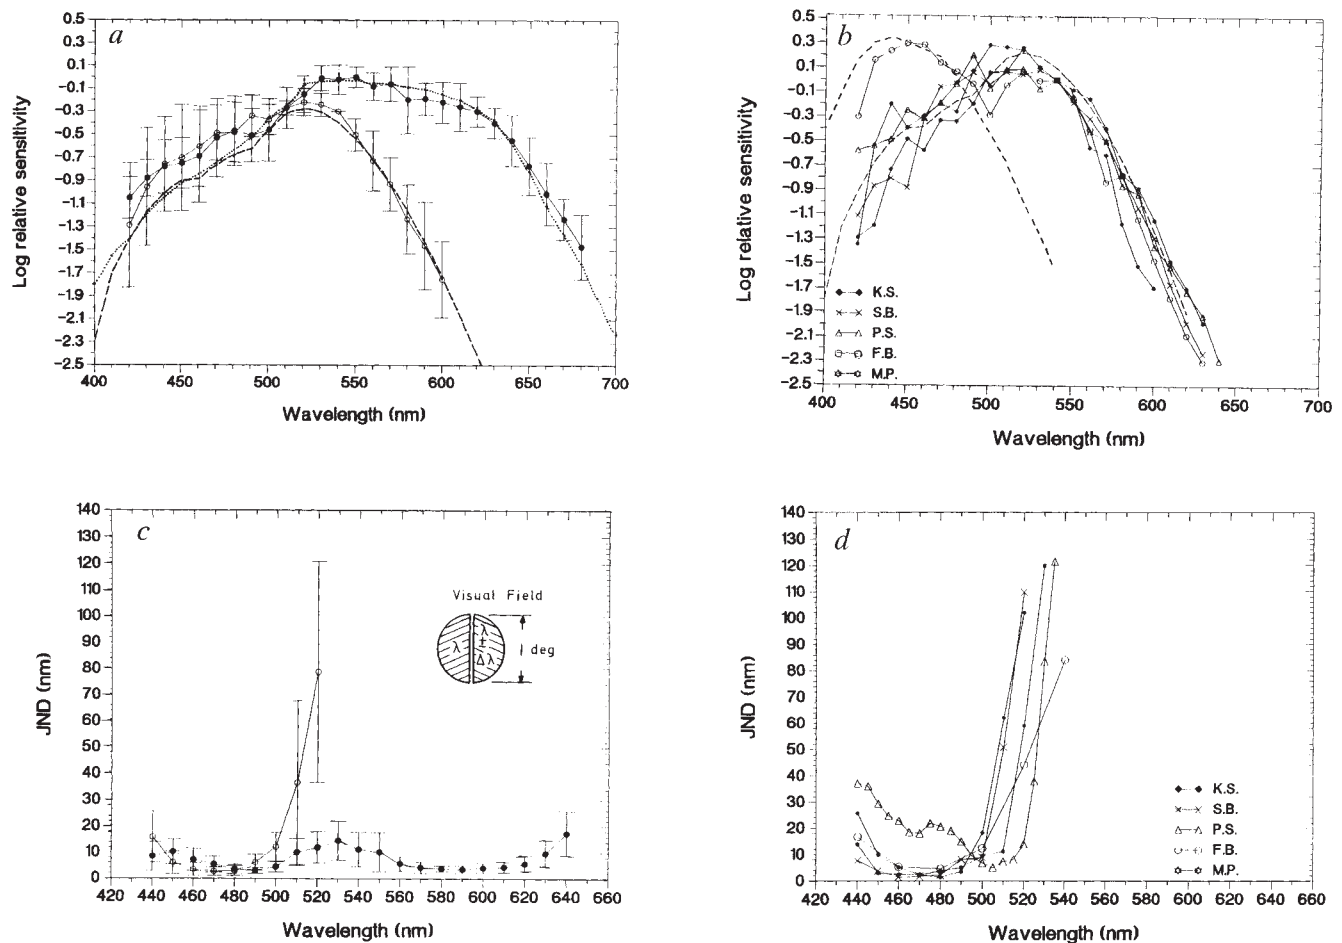 a
0.5
0.3
0.1
−0.1
−0.3
−0.5
−0.7
−0.9
−1.1
−1.3
−1.5
−1.7
−1.9
−2.1
−2.3
−2.5
Log relative sensitivity
400 450 500 550 600 650 700
Wavelength (nm)
b
0.5
0.3
0.1
−0.1
−0.3
−0.5
−0.7
−0.9
−1.1
−1.3
−1.5
−1.7
−1.9
−2.1
−2.3
−2.5
Log relative sensitivity
K.S.
S.B.
P.S.
F.B.
M.P.
400 450 500 550 600 650 700
Wavelength (nm)
c
140
130
120
110
100
90
80
70
60
50
40
30
20
10
0
JND (nm)
Visual Field
λ λ ± Δλ
1 deg
420 440 460 480 500 520 540 560 580 600 620 640 660
Wavelength (nm)
d
140
130
120
110
100
90
80
70
60
50
40
30
20
10
0
JND (nm)
K.S.
S.B.
P.S.
F.B.
M.P.
420 440 460 480 500 520 540 560 580 600 620 640 660
Wavelength (nm)